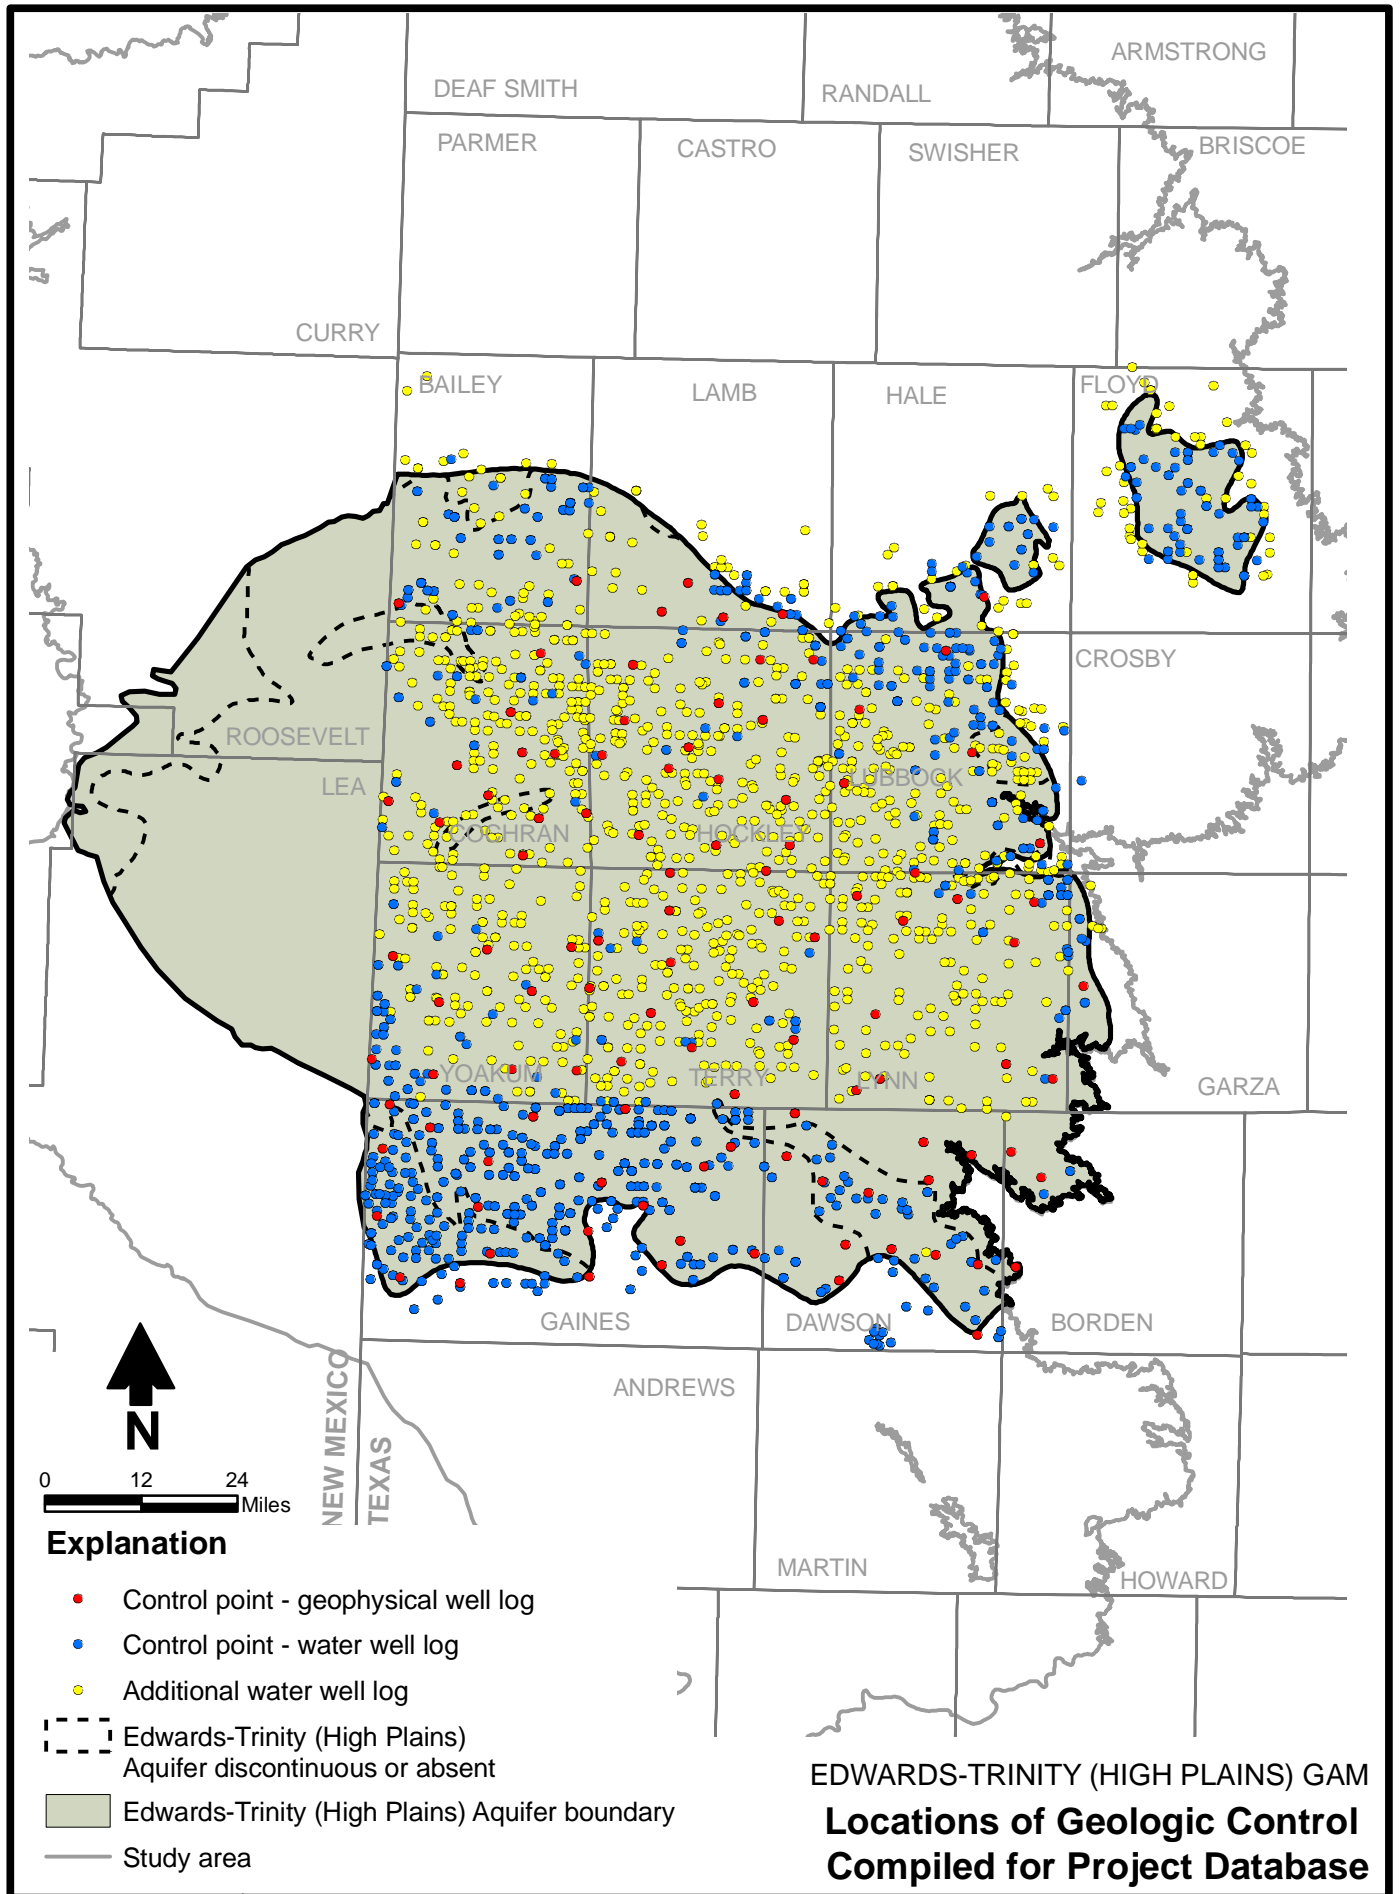 ARMSTRONG
DEAF SMITH
RANDALL
PARMER
CASTRO
SWISHER
BRISCOE
CURRY
BAILEY
LAMB
HALE
FLOYD
CROSBY
ROOSEVELT
LEA
LUBBOCK
COCHRAN
HOCKLEY
YOAKUM
TERRY
LYNN
GARZA
GAINES
DAWSON
BORDEN
ANDREWS
NEW MEXICO
TEXAS
N
0 12 24
Miles
MARTIN
HOWARD
Explanation
Control point - geophysical well log
Control point - water well log
Additional water well log
Edwards-Trinity (High Plains)
Aquifer discontinuous or absent
Edwards-Trinity (High Plains) Aquifer boundary
Study area
EDWARDS-TRINITY (HIGH PLAINS) GAM
Locations of Geologic Control
Compiled for Project Database